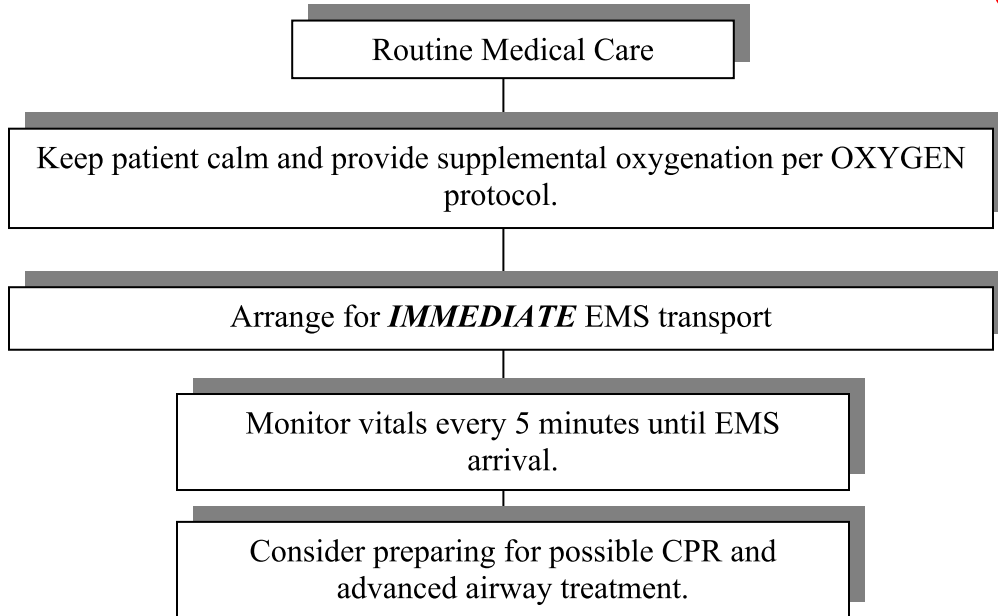 Routine Medical Care
Keep patient calm and provide supplemental oxygenation per OXYGEN
protocol.
Arrange for IMMEDIATE EMS transport
Monitor vitals every 5 minutes until EMS
arrival.
Consider preparing for possible CPR and
advanced airway treatment.